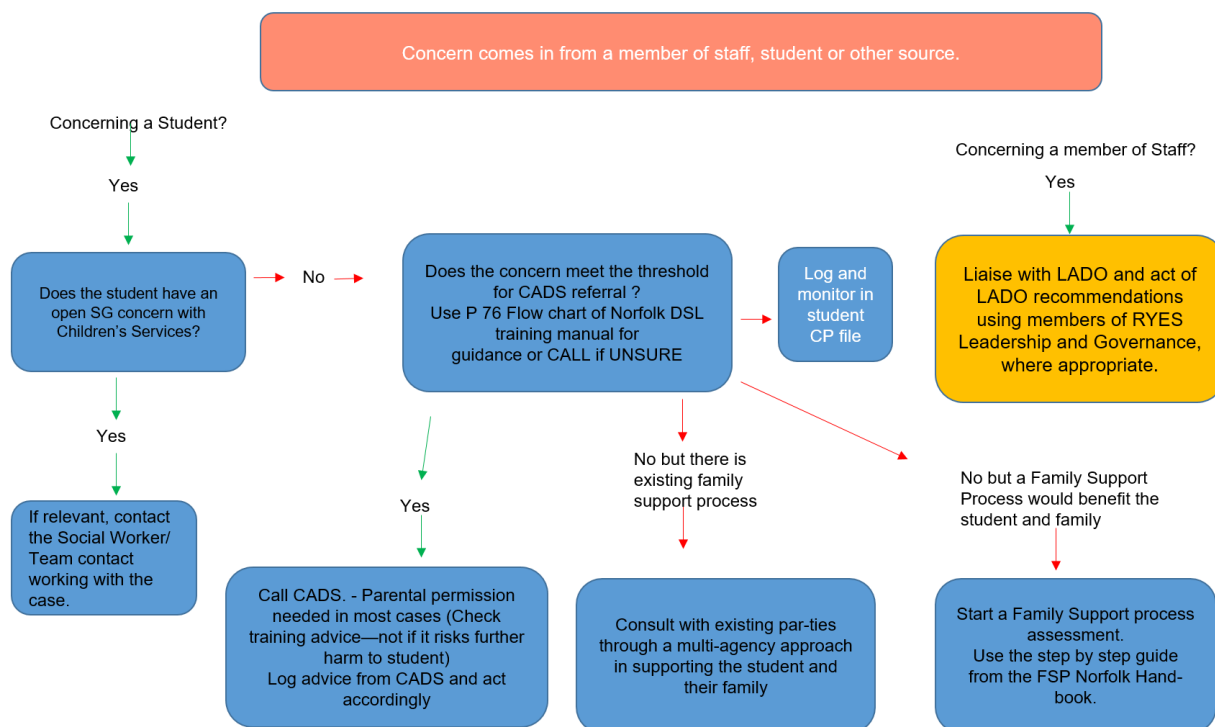 Concern comes in from a member of staff, student or other source.
Concerning a Student?
Yes
Does the student have an
open SG concern with
Children's Services?
No
Does the concern meet the threshold
for CADS referral ?
Use P 76 Flow chart of Norfolk DSL
training manual for
guidance or CALL if UNSURE
Log and
monitor in
student
CP file
Concerning a member of Staff?
Yes
Liaise with LADO and act of
LADO recommendations
using members of RYES
Leadership and Governance,
where appropriate.
Yes
If relevant, contact
the Social Worker/
Team contact
working with the
case.
Yes
Call CADS. - Parental permission
needed in most cases (Check
training advice—not if it risks further
harm to student)
Log advice from CADS and act
accordingly
No but there is
existing family
support process
Consult with existing par-ties
through a multi-agency approach
in supporting the student and
their family
No but a Family Support
Process would benefit the
student and family
Start a Family Support process
assessment.
Use the step by step guide
from the FSP Norfolk Hand-
book.